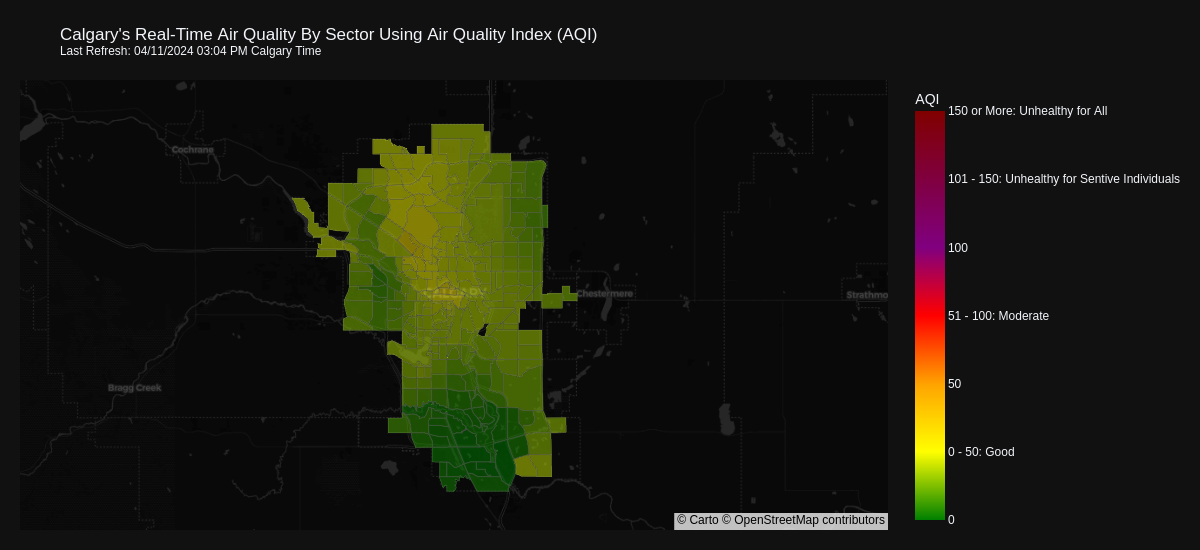 Calgary's Real-Time Air Quality By Sector Using Air Quality Index (AQI)
Last Refresh: 04/11/2024 03:04 PM Calgary Time
AQI
150 or More: Unhealthy for All
Cochrane
101 - 150: Unhealthy for Sentive Individuals
100
Chestermere
Strathmo
51 - 100: Moderate
50
Bragg Creek
0 - 50: Good
0
© Carto © OpenStreetMap contributors